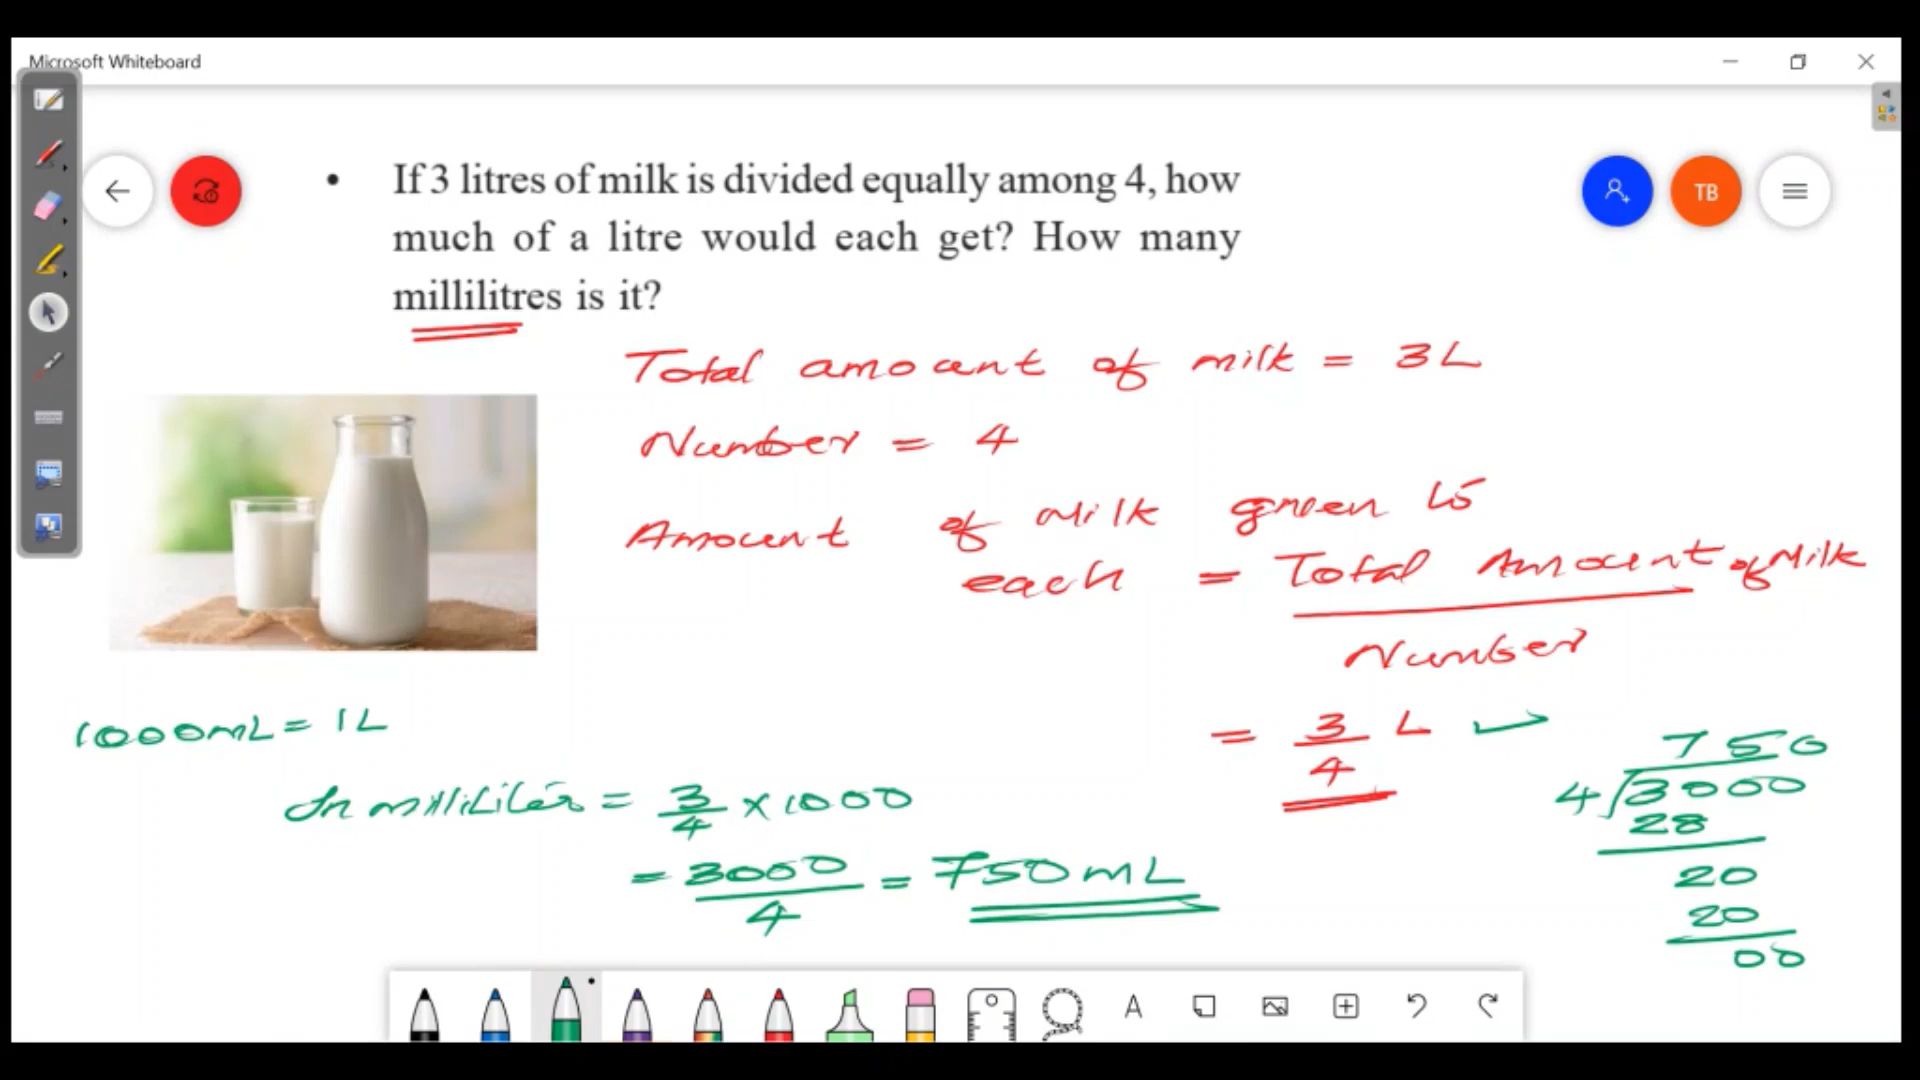 Microsoft Whiteboard
TB
• If 3 litres of milk is divided equally among 4, how
much of a litre would each get? How many
millilitres is it?
Total amount of milk = 3L
Number = 4
Amount of Milk given to
each = Total Amount of Milk
Number
= 3 L ✓
4
1000mL = 1L
In milliliter = 3/4 × 1000
= 3000/4 = 750mL
750
4 3000
28
20
20
00
A